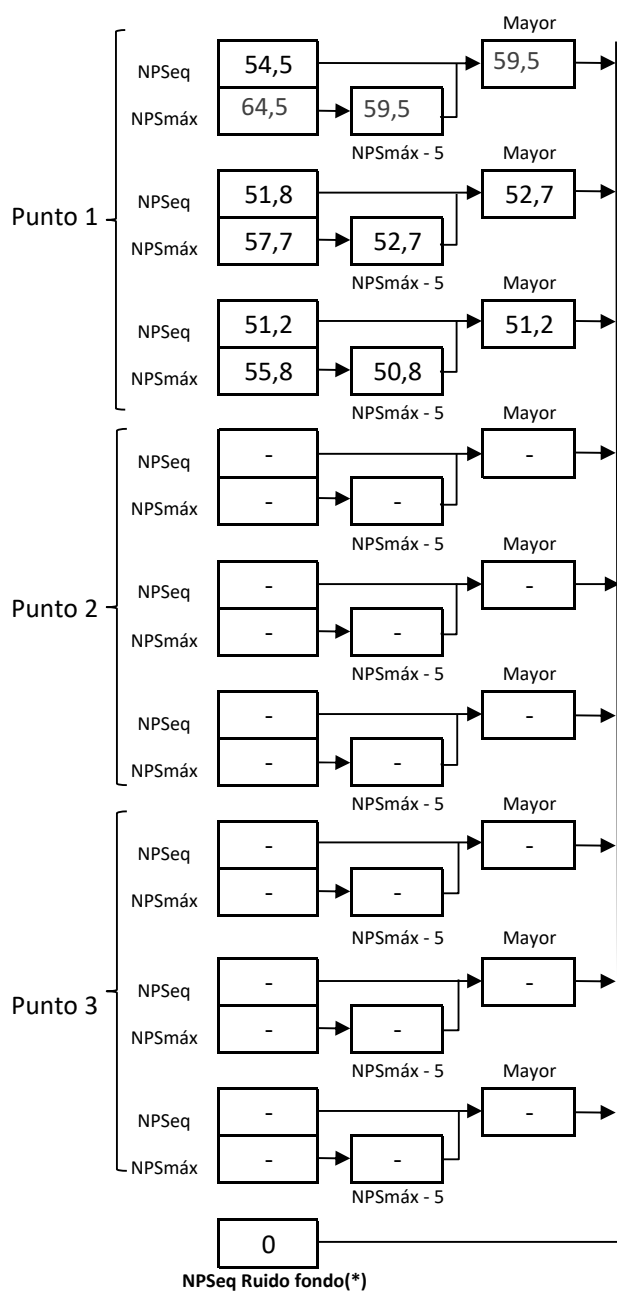 Mayor
NPSeq 54,5 59,5
NPSmáx 64,5 59,5
NPSmáx - 5
Mayor
NPSeq 51,8 52,7
Punto 1
NPSmáx 57,7 52,7
NPSmáx - 5 Mayor
NPSeq 51,2 51,2
NPSmáx 55,8 50,8
NPSmáx - 5
Mayor
NPSeq - -
NPSmáx - -
NPSmáx - 5 Mayor
NPSeq - -
Punto 2
NPSmáx - -
NPSmáx - 5 Mayor
NPSeq - -
NPSmáx - -
NPSmáx - 5 Mayor
NPSeq - -
NPSmáx - -
NPSmáx - 5 Mayor
NPSeq - -
Punto 3
NPSmáx - -
Mayor
NPSmáx - 5
NPSeq - -
NPSmáx - -
NPSmáx - 5
0
NPSeq Ruido fondo(*)